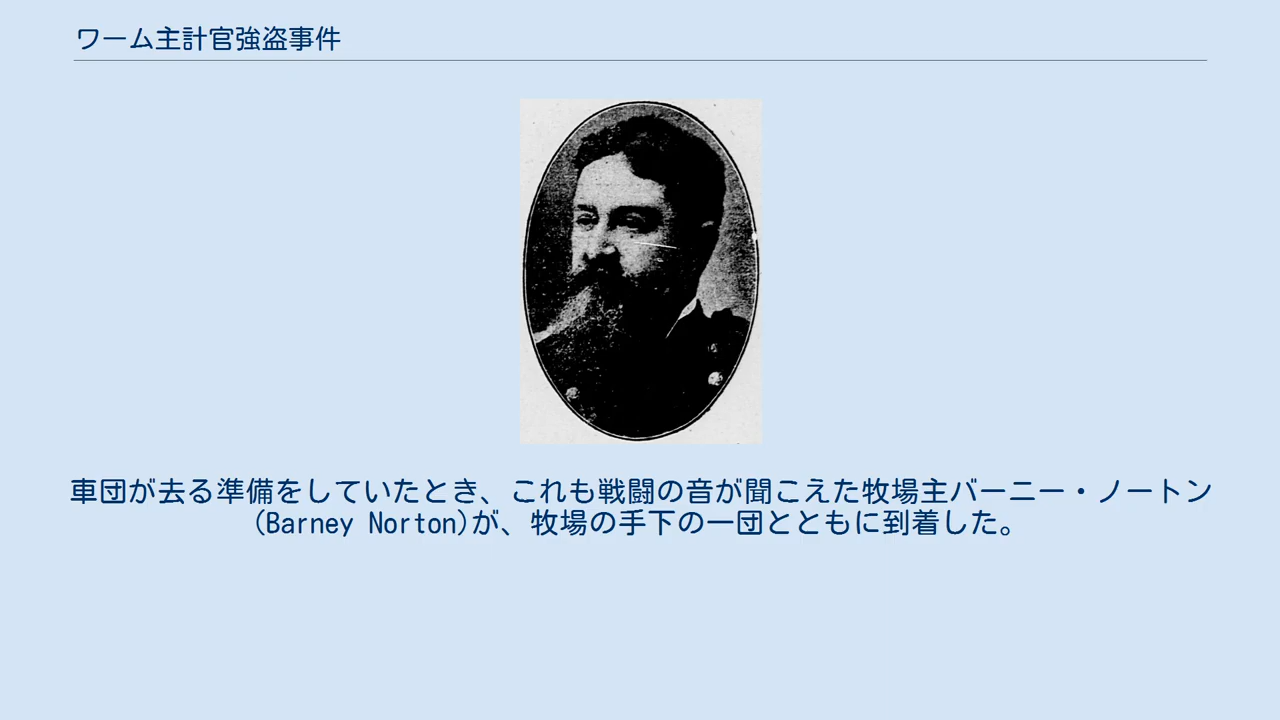 ワーム主計官強盗事件
車団が去る準備をしていたとき、これも戦闘の音が聞こえた牧場主バーニー・ノートン
(Barney Norton)が、牧場の手下の一団とともに到着した。